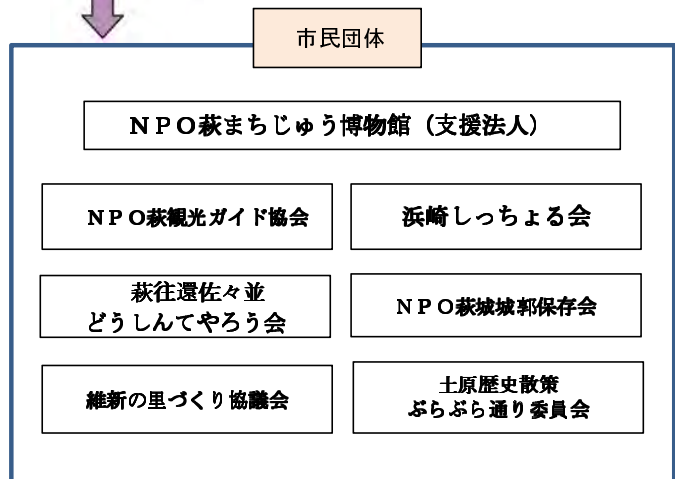 市民団体
ＮＰＯ萩まちじゅう博物館（支援法人）
ＮＰＯ萩観光ガイド協会
浜崎しっちょる会
萩往還佐々並
どうしんてやろう会
ＮＰＯ萩城城郭保存会
維新の里づくり協議会
土原歴史散策
ぶらぶら通り委員会